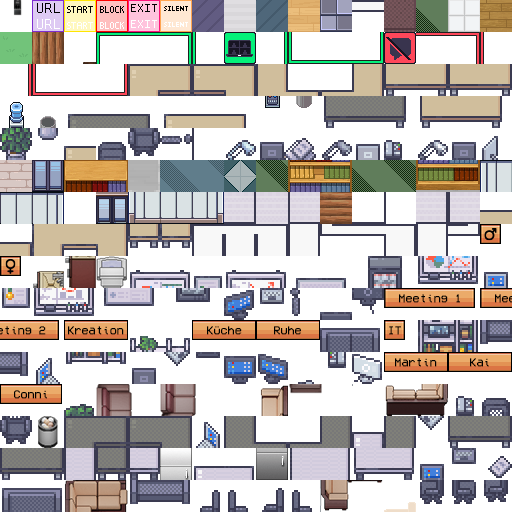 URL START BLOCK EXIT SILENT
URL START BLOCK EXIT SILENT
Meeting 1 Mee
eting 2 Kreation Küche Ruhe IT
Martin Kai
Conni